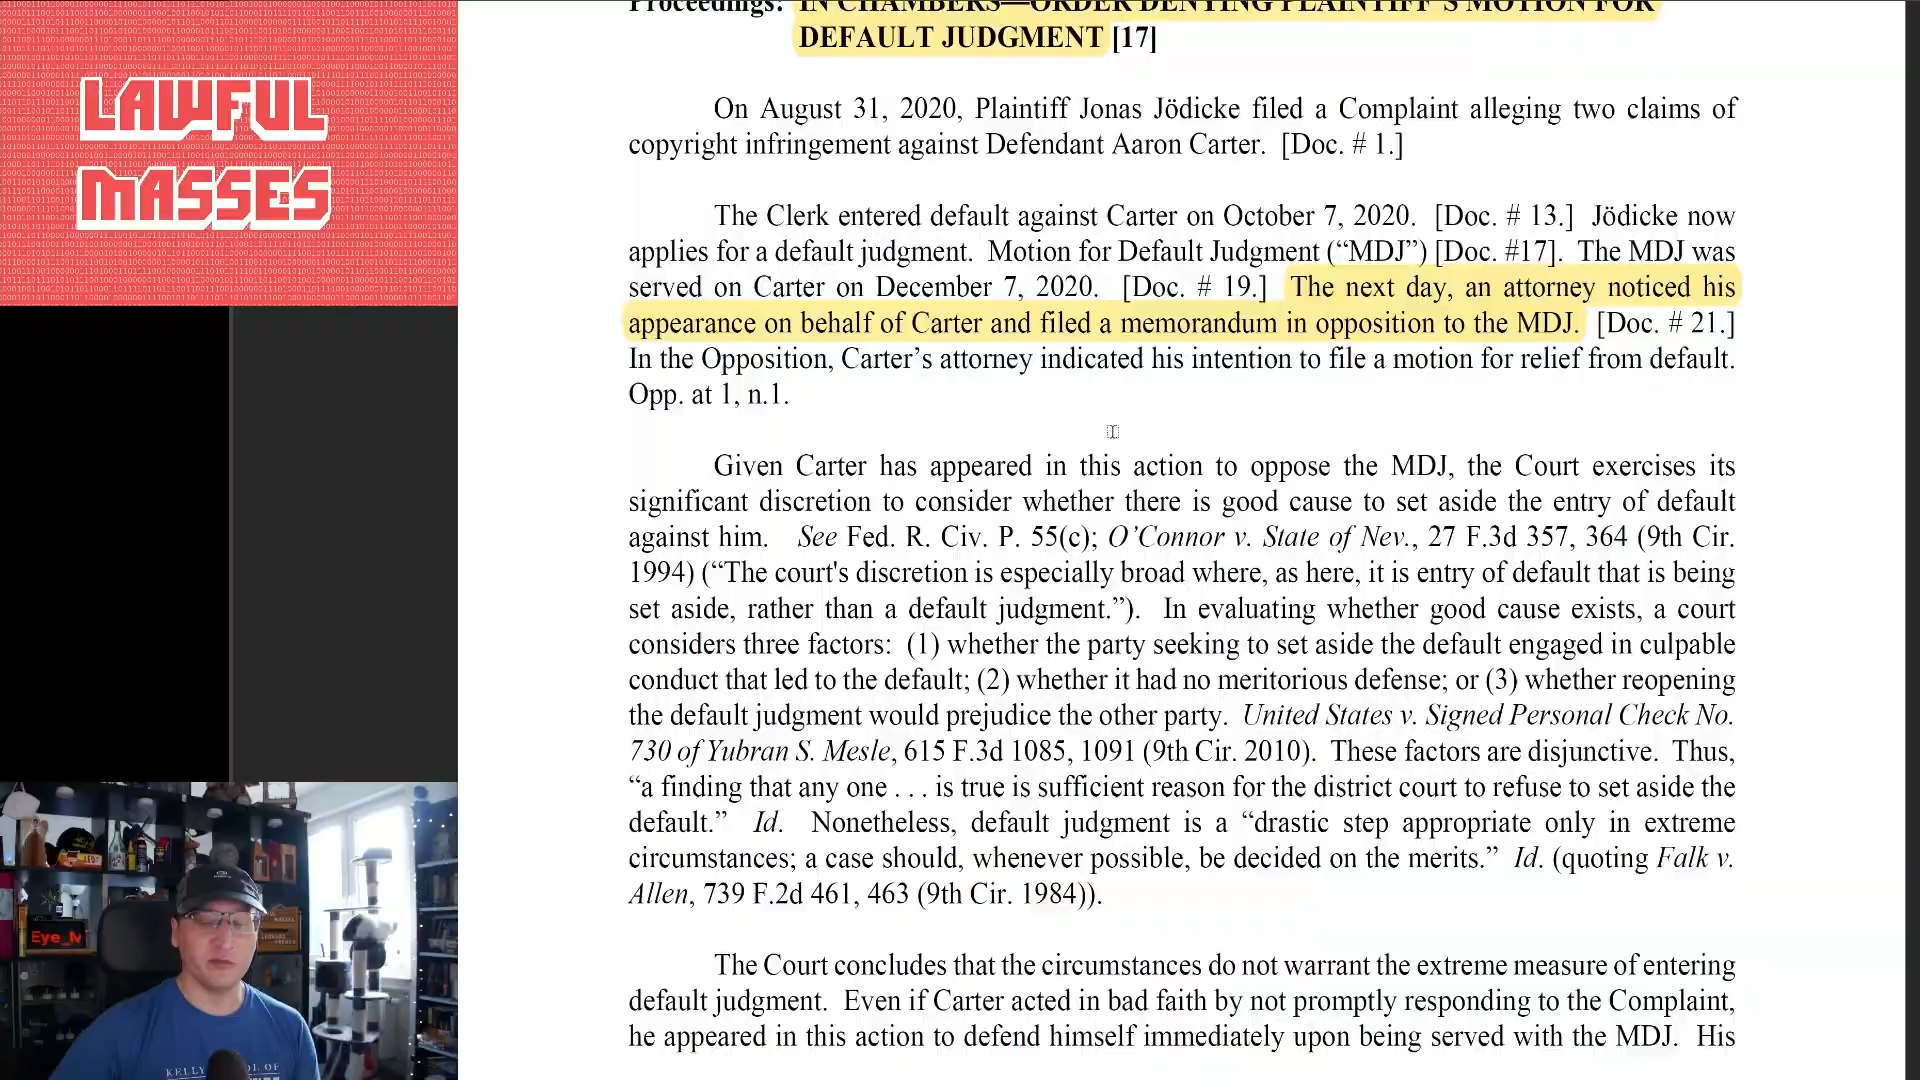 LAWFUL
MASSES
Proceedings: IN CHAMBERS—ORDER DENTING PLAINTIFF'S MOTION FOR
DEFAULT JUDGMENT [17]
On August 31, 2020, Plaintiff Jonas Jödicke filed a Complaint alleging two claims of
copyright infringement against Defendant Aaron Carter. [Doc. # 1.]
The Clerk entered default against Carter on October 7, 2020. [Doc. # 13.] Jödicke now
applies for a default judgment. Motion for Default Judgment (“MDJ”) [Doc. #17]. The MDJ was
served on Carter on December 7, 2020. [Doc. # 19.] The next day, an attorney noticed his
appearance on behalf of Carter and filed a memorandum in opposition to the MDJ. [Doc. # 21.]
In the Opposition, Carter’s attorney indicated his intention to file a motion for relief from default.
Opp. at 1, n.1.
Given Carter has appeared in this action to oppose the MDJ, the Court exercises its
significant discretion to consider whether there is good cause to set aside the entry of default
against him. See Fed. R. Civ. P. 55(c); O’Connor v. State of Nev., 27 F.3d 357, 364 (9th Cir.
1994) (“The court's discretion is especially broad where, as here, it is entry of default that is being
set aside, rather than a default judgment.”). In evaluating whether good cause exists, a court
considers three factors: (1) whether the party seeking to set aside the default engaged in culpable
conduct that led to the default; (2) whether it had no meritorious defense; or (3) whether reopening
the default judgment would prejudice the other party. United States v. Signed Personal Check No.
730 of Yubran S. Mesle, 615 F.3d 1085, 1091 (9th Cir. 2010). These factors are disjunctive. Thus,
“a finding that any one . . . is true is sufficient reason for the district court to refuse to set aside the
default.” Id. Nonetheless, default judgment is a “drastic step appropriate only in extreme
circumstances; a case should, whenever possible, be decided on the merits.” Id. (quoting Falk v.
Allen, 739 F.2d 461, 463 (9th Cir. 1984)).
The Court concludes that the circumstances do not warrant the extreme measure of entering
default judgment. Even if Carter acted in bad faith by not promptly responding to the Complaint,
he appeared in this action to defend himself immediately upon being served with the MDJ. His
Eye_M